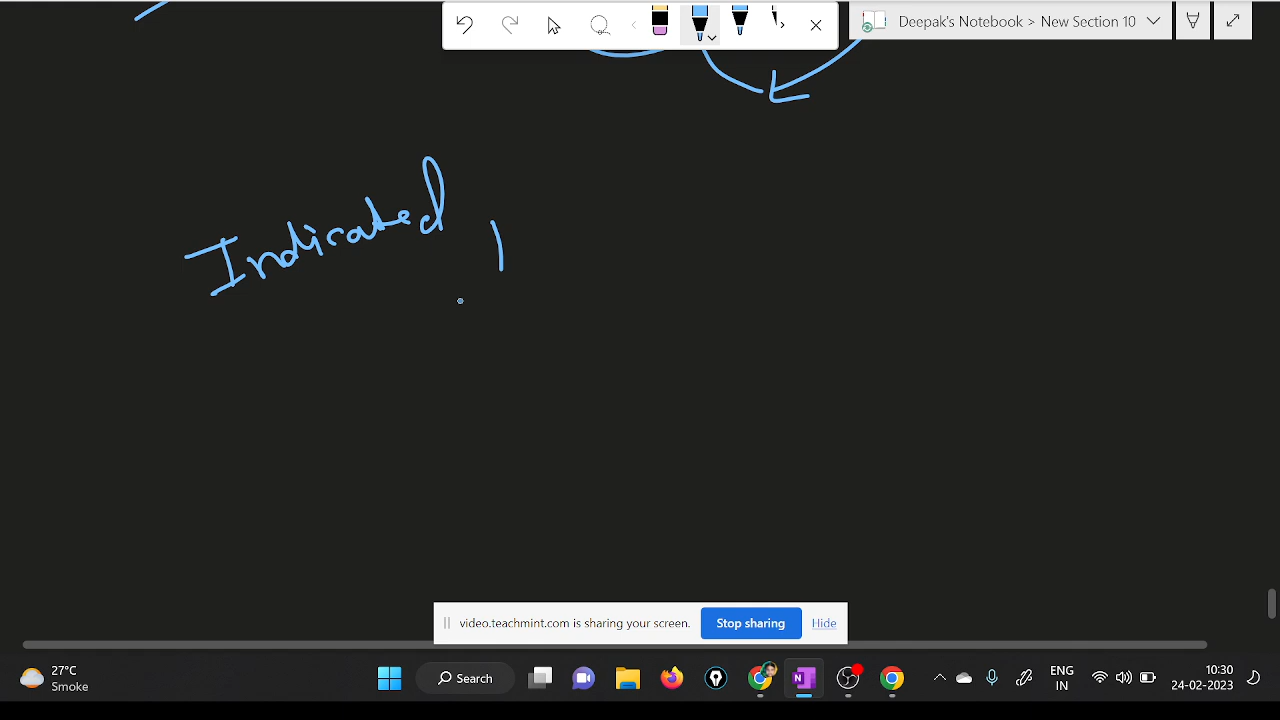 Deepak's Notebook > New Section 10
Indicated
video.teachmint.com is sharing your screen.
Stop sharing
Hide
27°C
Smoke
Search
ENG
IN
10:30
24-02-2023